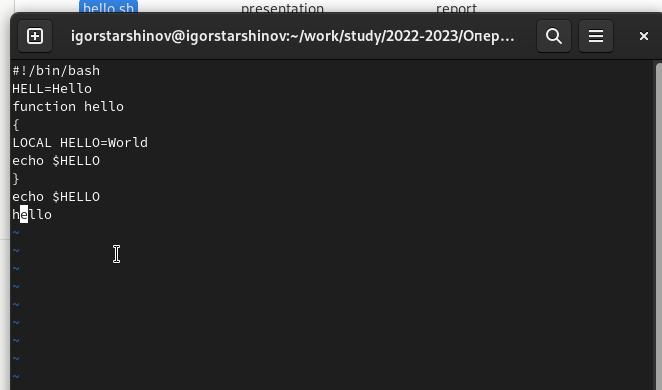 hello.sh presentation report
igorstarshinov@igorstarshinov:~/work/study/2022-2023/Опер...
#!/bin/bash
HELL=Hello
function hello
{
LOCAL HELLO=World
echo $HELLO
}
echo $HELLO
hello
~
~
~
~
~
~
~
~
~